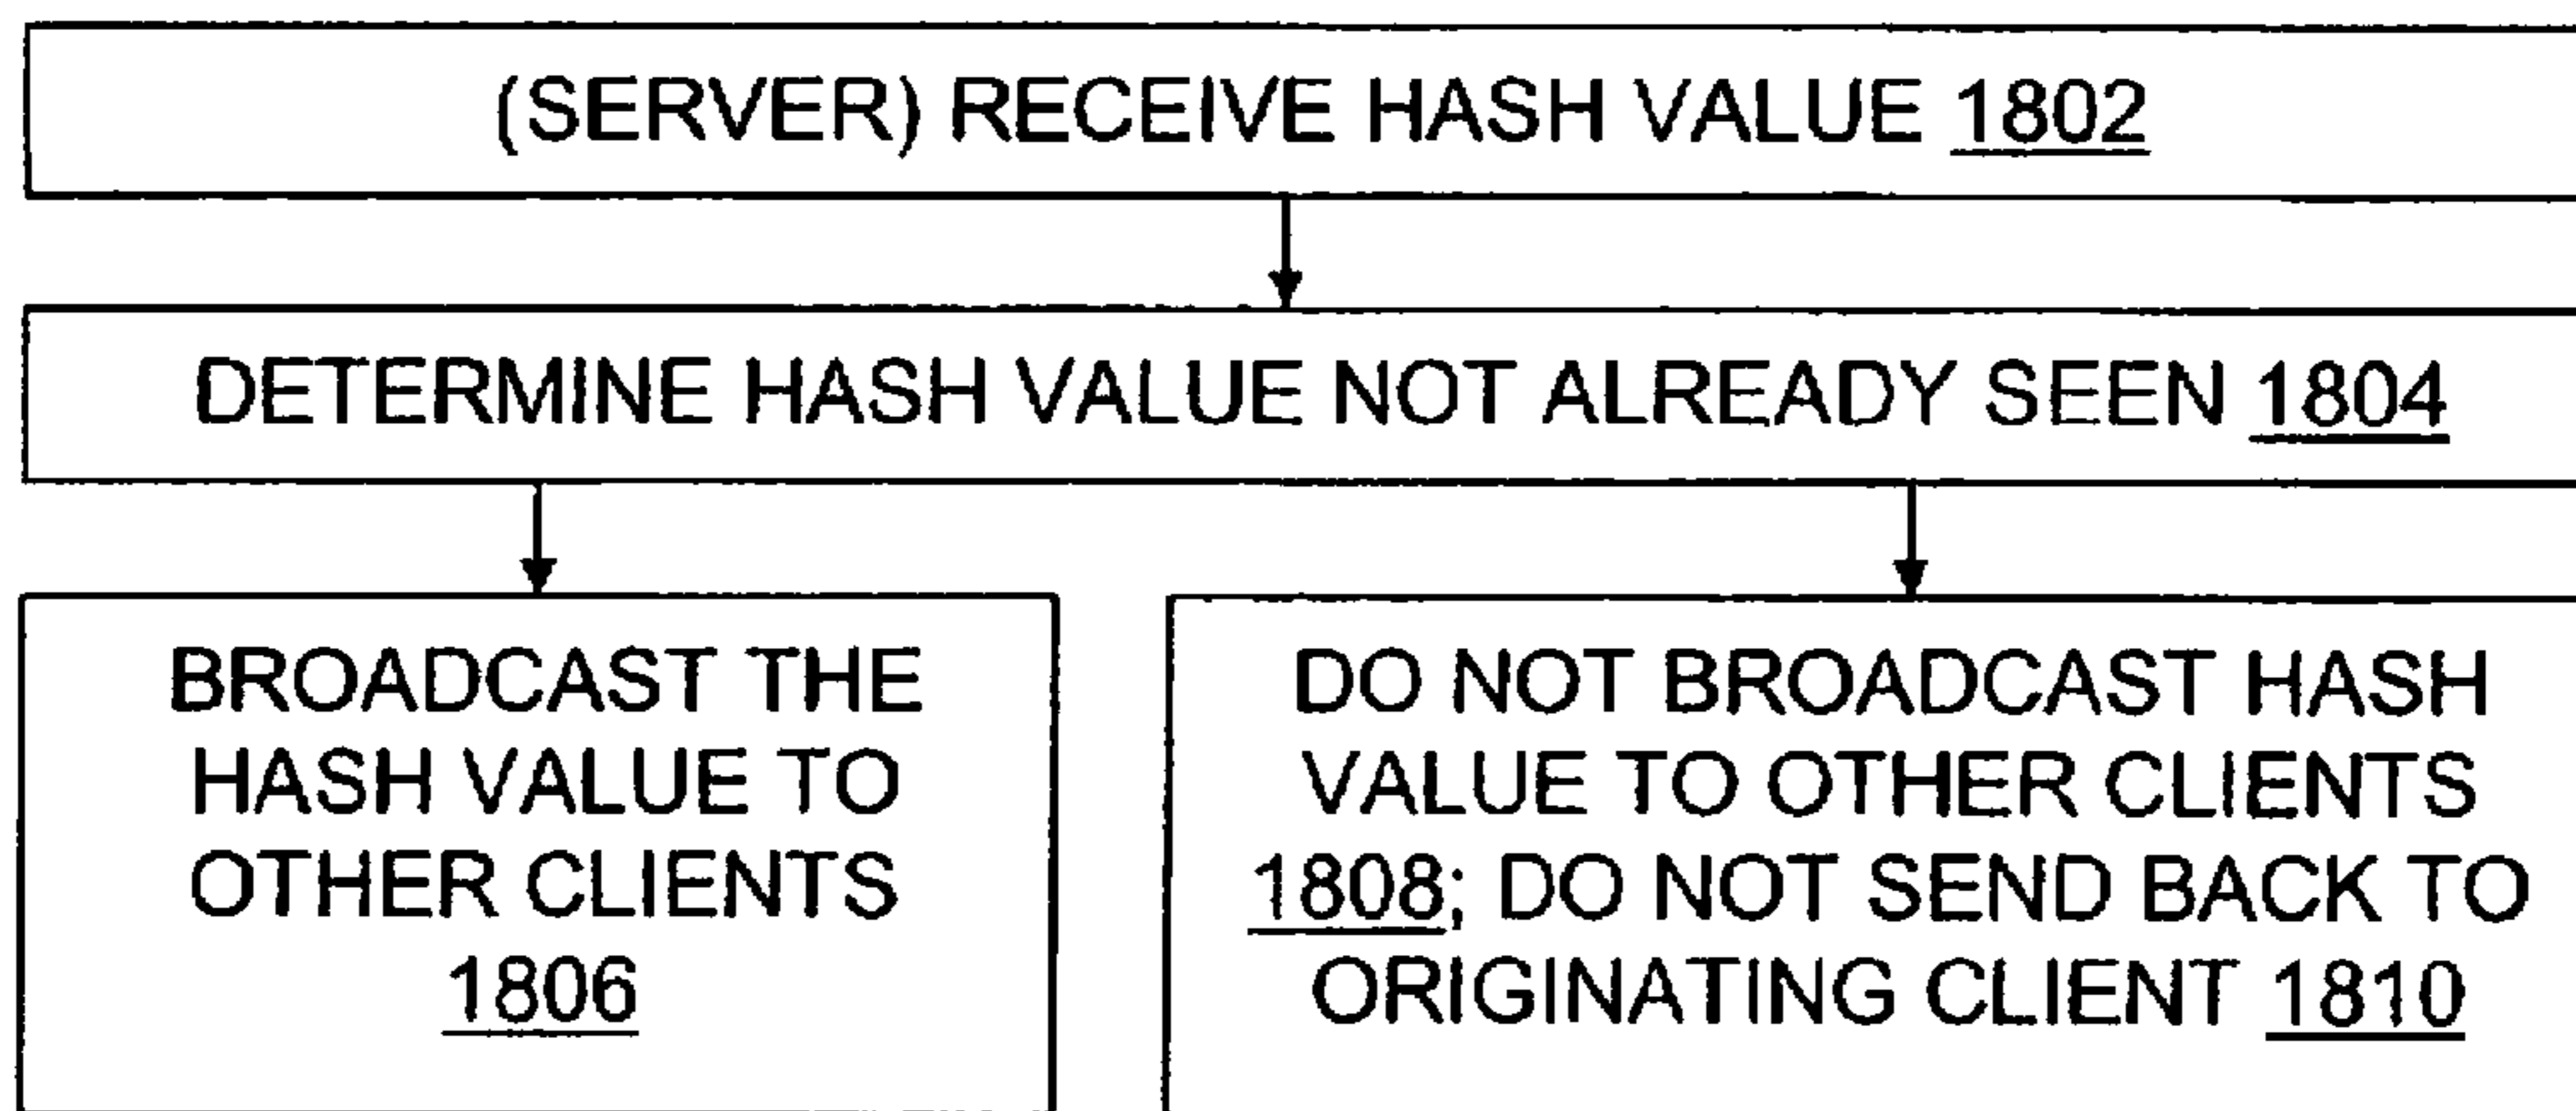 (SERVER) RECEIVE HASH VALUE 1802
DETERMINE HASH VALUE NOT ALREADY SEEN 1804
BROADCAST THE
HASH VALUE TO
OTHER CLIENTS
1806
DO NOT BROADCAST HASH
VALUE TO OTHER CLIENTS
1808; DO NOT SEND BACK TO
ORIGINATING CLIENT 1810